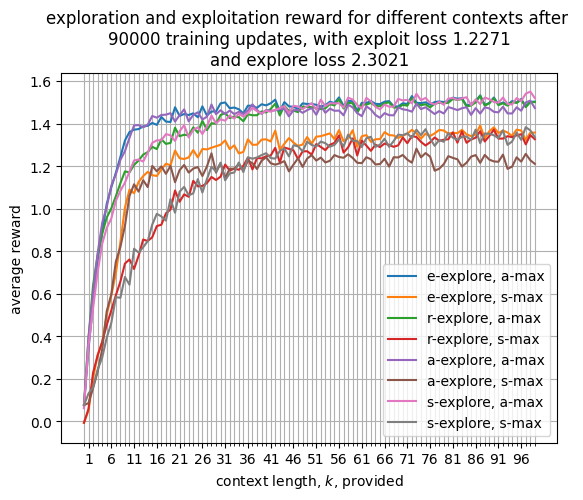 exploration and exploitation reward for different contexts after
90000 training updates, with exploit loss 1.2271
and explore loss 2.3021
1.6
1.4
1.2
1.0
0.8
0.6
0.4
0.2
0.0
average reward
e-explore, a-max
e-explore, s-max
r-explore, a-max
r-explore, s-max
a-explore, a-max
a-explore, s-max
s-explore, a-max
s-explore, s-max
1 6 11 16 21 26 31 36 41 46 51 56 61 66 71 76 81 86 91 96
context length, k, provided